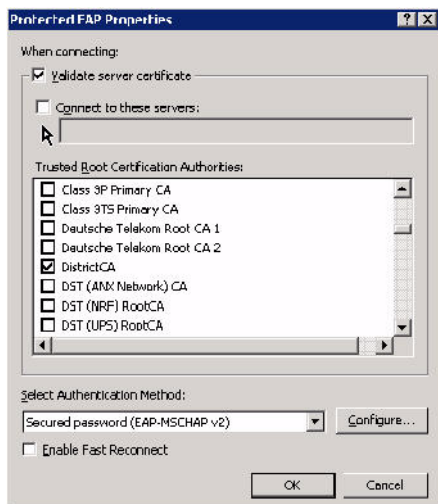 Protected EAP Properties
When connecting:
Validate server certificate
Connect to these servers:
Trusted Root Certification Authorities:
Class 3P Primary CA
Class 3TS Primary CA
Deutsche Telekom Root CA 1
Deutsche Telekom Root CA 2
DistrictCA
DST (ANX Network) CA
DST (NRF) RootCA
DST (UPS) RootCA
Select Authentication Method:
Secured password (EAP-MSCHAP v2)
Configure...
Enable Fast Reconnect
OK
Cancel